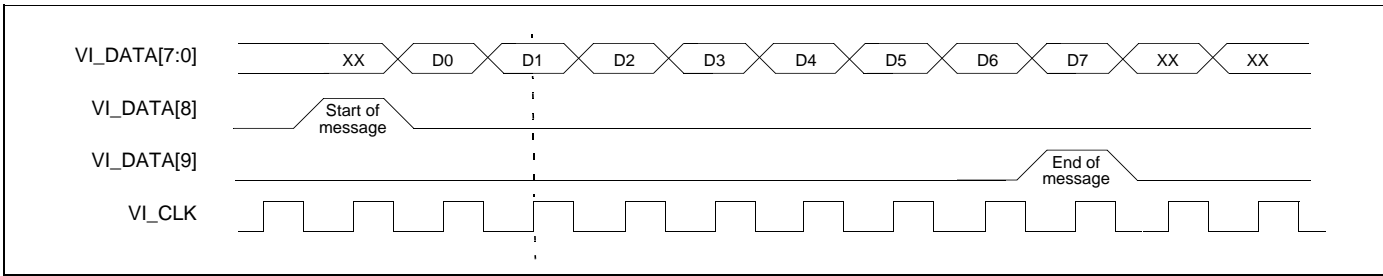 VI_DATA[7:0] XX D0 D1 D2 D3 D4 D5 D6 D7 XX XX
VI_DATA[8] Start of
message
VI_DATA[9] End of
message
VI_CLK